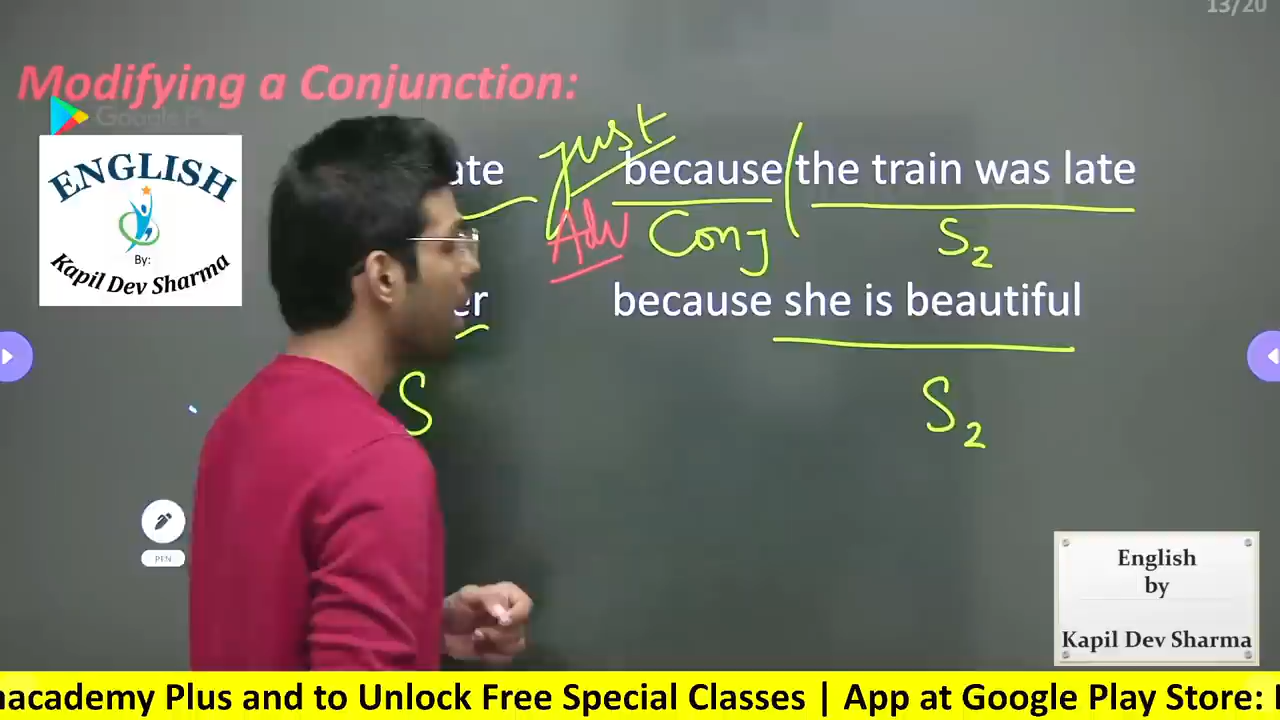 13/20
Modifying a Conjunction:
Google P
ENGLISH
By:
Kapil Dev Sharma
ate just because the train was late
Adv Conj S2
er because she is beautiful
S S2
PEN
English
by
Kapil Dev Sharma
nacademy Plus and to Unlock Free Special Classes | App at Google Play Store: